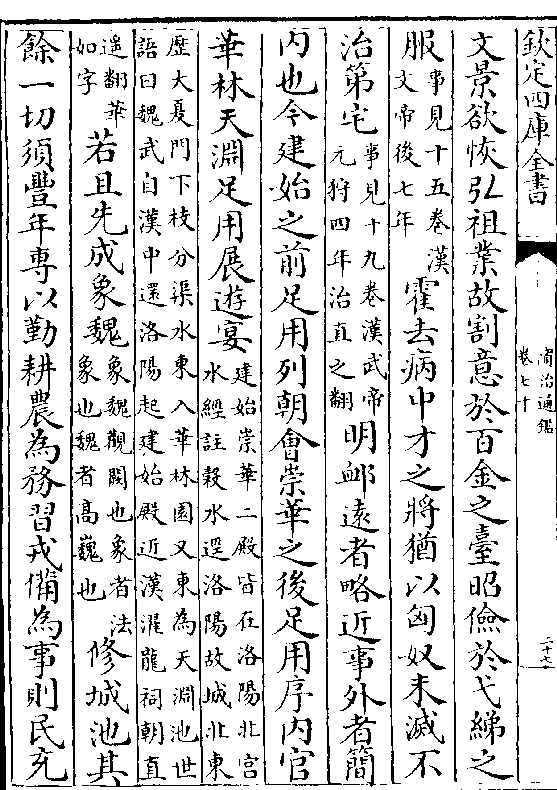 欽定四庫全書
資治通鑑
卷七十
二十七
文景欲恢弘祖業故割意於百金之臺昭儉於弋綈之
服事見十五卷漢文帝後七年霍去病中才之將猶以匈奴未滅不
治第宅事見十九卷漢武帝元狩四年治直之翻明䘏遠者略近事外者簡
內也今建始之前足用列朝會崇華之後足用序內官
華林天淵足用展遊宴建始崇華二殿皆在洛陽北宮水經註穀水逕洛陽故城北東
歷大夏門下枝分渠水東入華林園又東為天淵池世語曰魏武自漢中還洛陽起建始殿近漢濯龍祠朝直
遥翻華如字若且先成象魏象魏觀闕也象者法象也魏者高巍也修城池其
餘一切須豐年專以勤耕農為務習戎備為事則民充